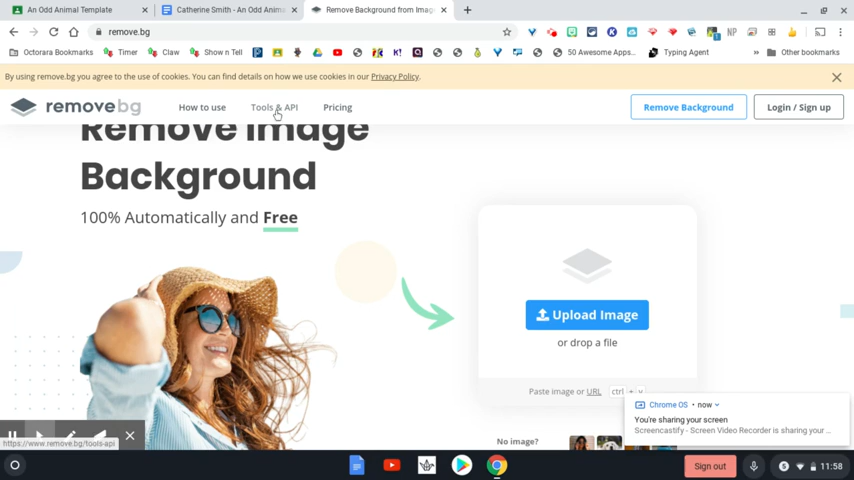 An Odd Animal Template
Catherine Smith - An Odd Anima
Remove Background from Imag
remove.bg
NP
Octorara Bookmarks
Timer
Claw
Show n Tell
50 Awesome Apps...
Typing Agent
Other bookmarks
By using remove.bg you agree to the use of cookies. You can find details on how we use cookies in our Privacy Policy.
removebg
How to use
Tools & API
Pricing
Remove Background
Login / Sign up
Remove Image
Background
100% Automatically and Free
Upload Image
or drop a file
Paste image or URL ctrl + v
Chrome OS • now
You're sharing your screen
Screencastify - Screen Video Recorder is sharing your ...
No image?
https://www.remove.bg/tools-api
Sign out
11:58